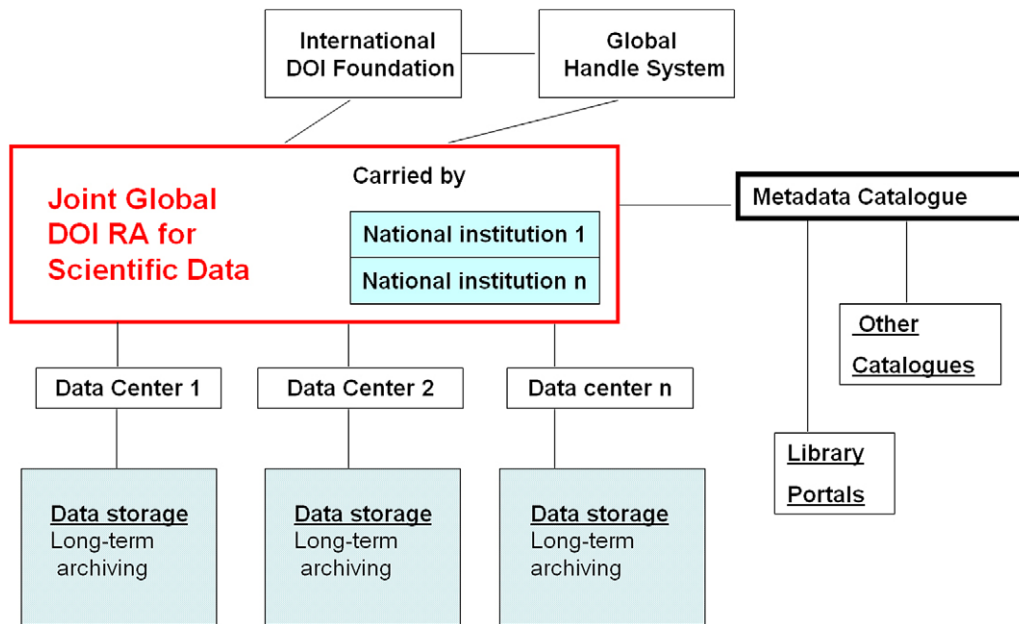 International
DOI Foundation
Global
Handle System
Joint Global
DOI RA for
Scientific Data
Carried by
National institution 1
National institution n
Metadata Catalogue
Other
Catalogues
Library
Portals
Data Center 1
Data Center 2
Data center n
Data storage
Long-term
archiving
Data storage
Long-term
archiving
Data storage
Long-term
archiving